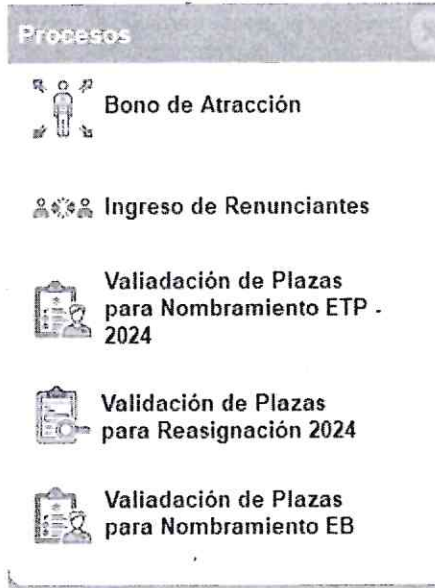 Procesos
Bono de Atracción
Ingreso de Renunciantes
Valiadación de Plazas
para Nombramiento ETP -
2024
Validación de Plazas
para Reasignación 2024
Valiadación de Plazas
para Nombramiento EB